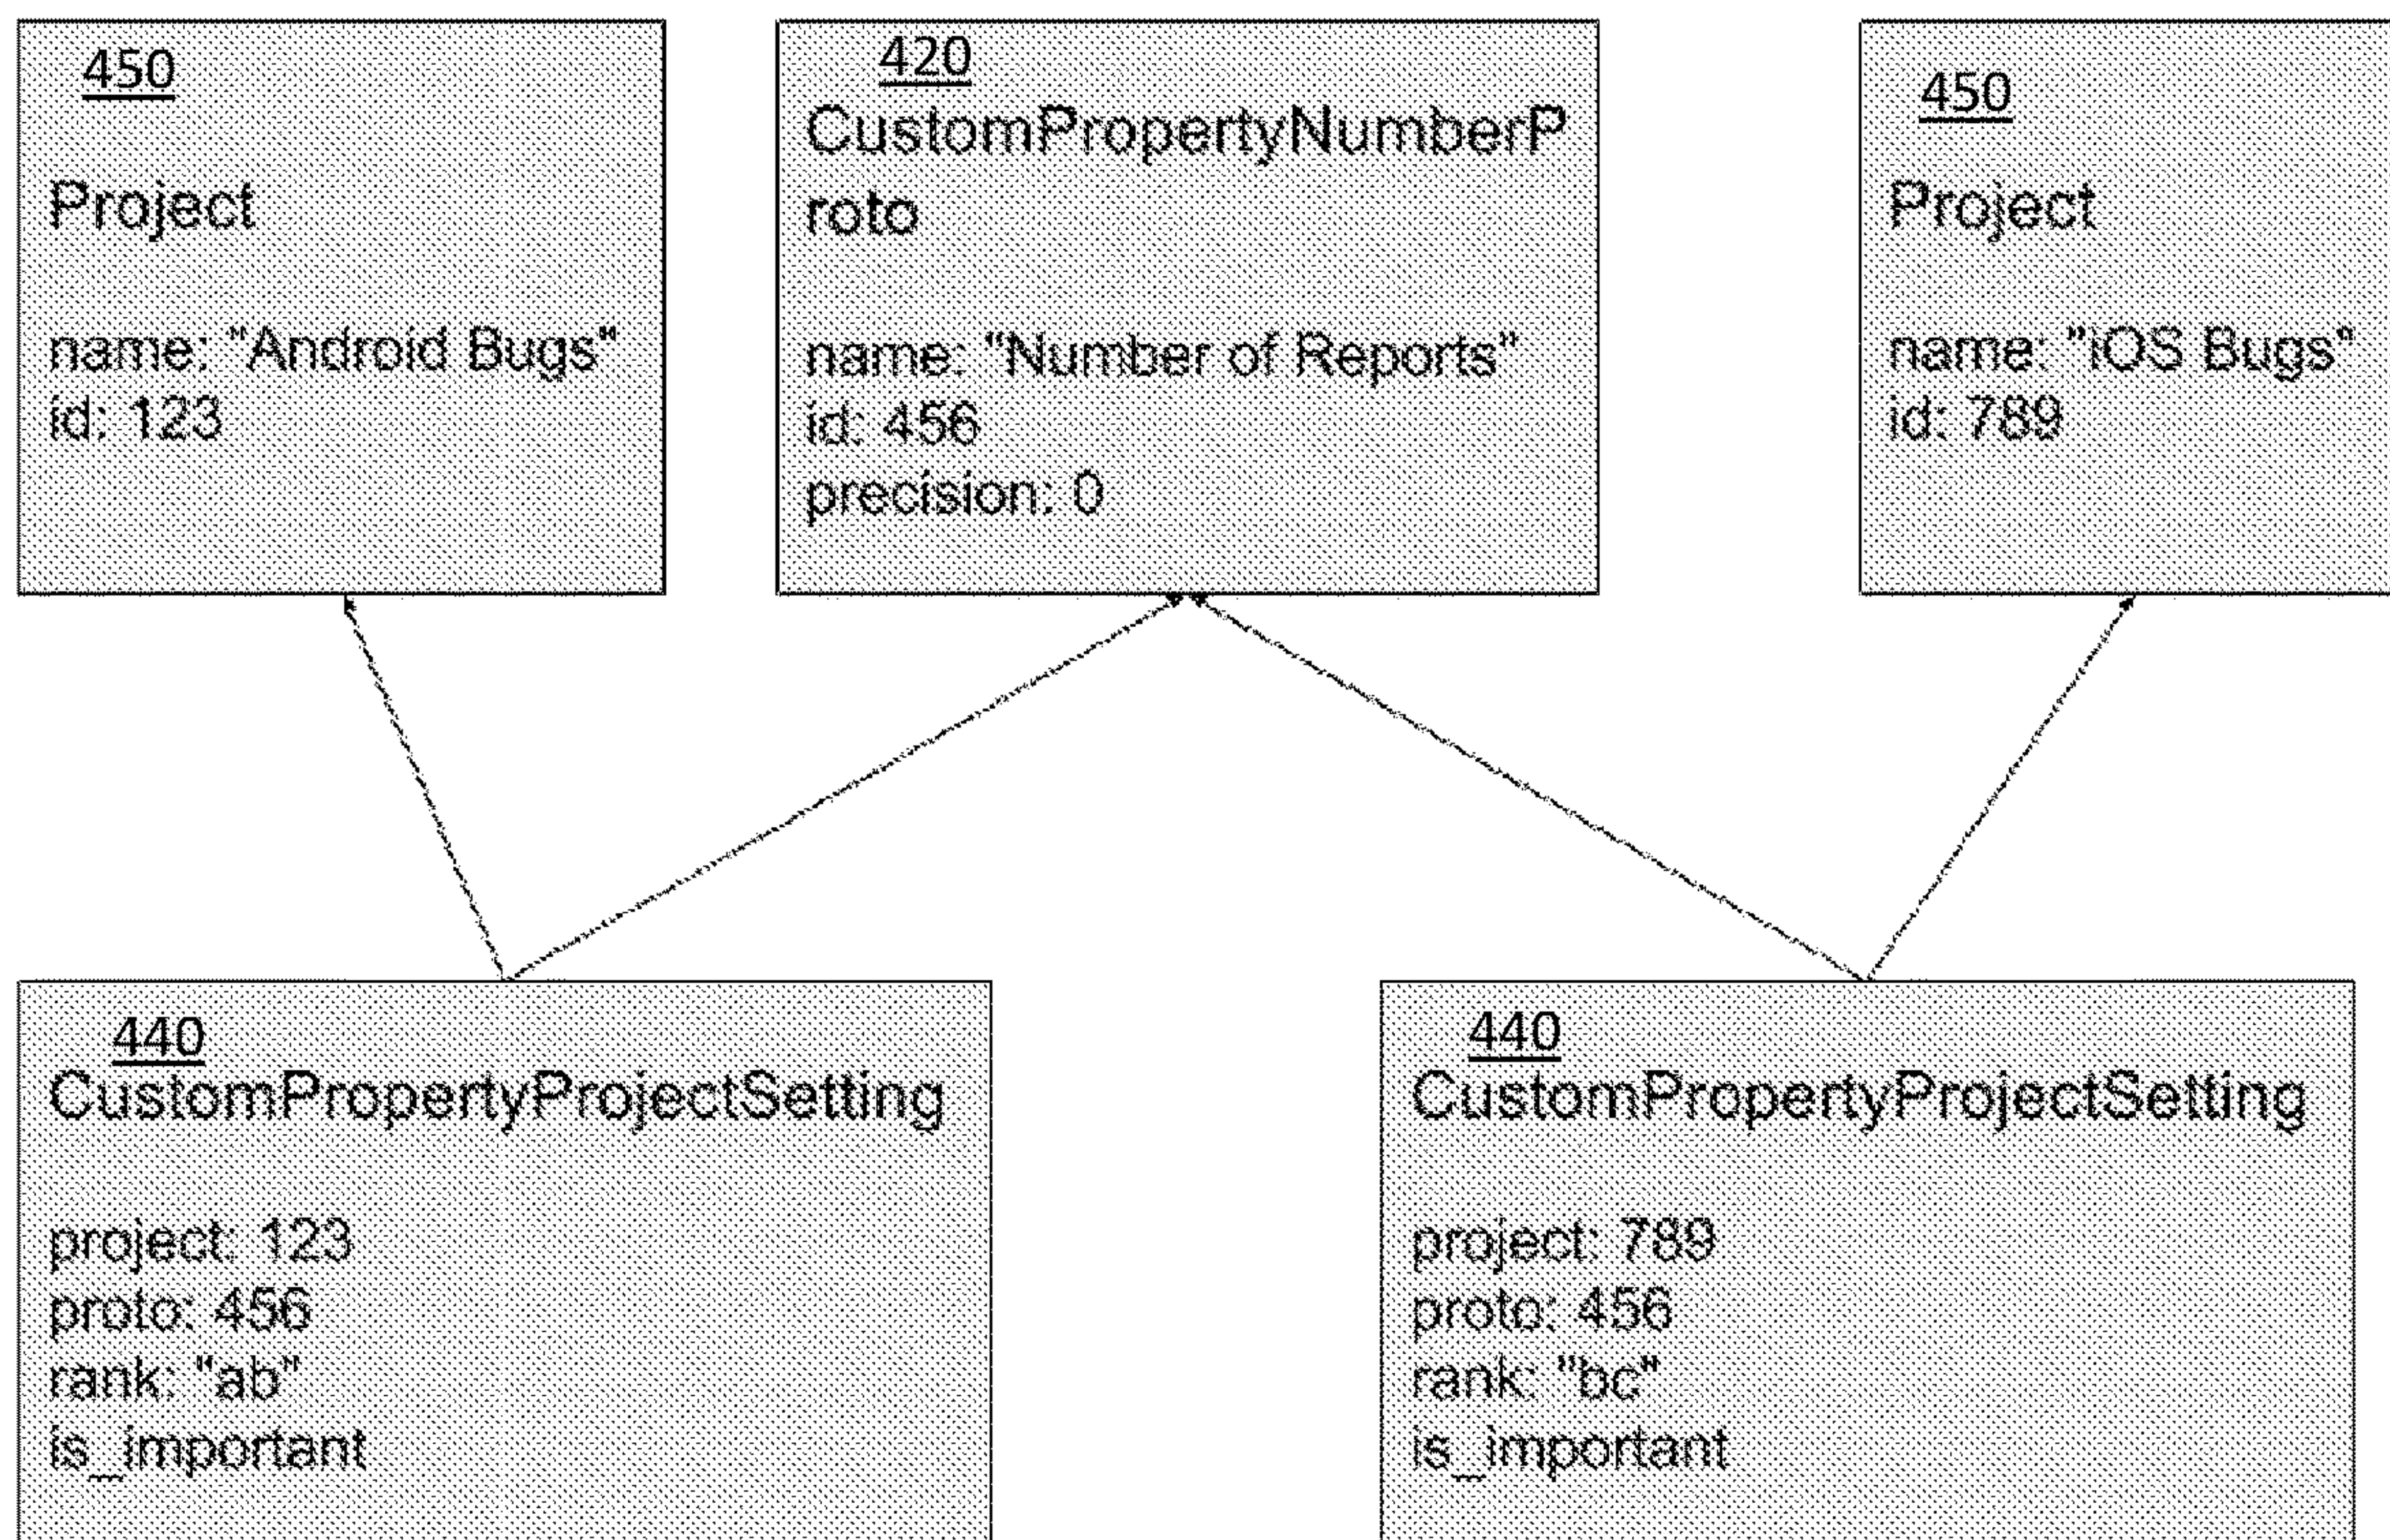 450
Project
name: "Android Bugs"
id: 123
420
CustomPropertyNumberP
roto
name: "Number of Reports"
id: 456
precision: 0
450
Project
name: "iOS Bugs"
id: 789
440
CustomPropertyProjectSetting
project: 123
proto: 456
rank: "ab"
is_important
440
CustomPropertyProjectSetting
project: 789
proto: 456
rank: "bc"
is_important